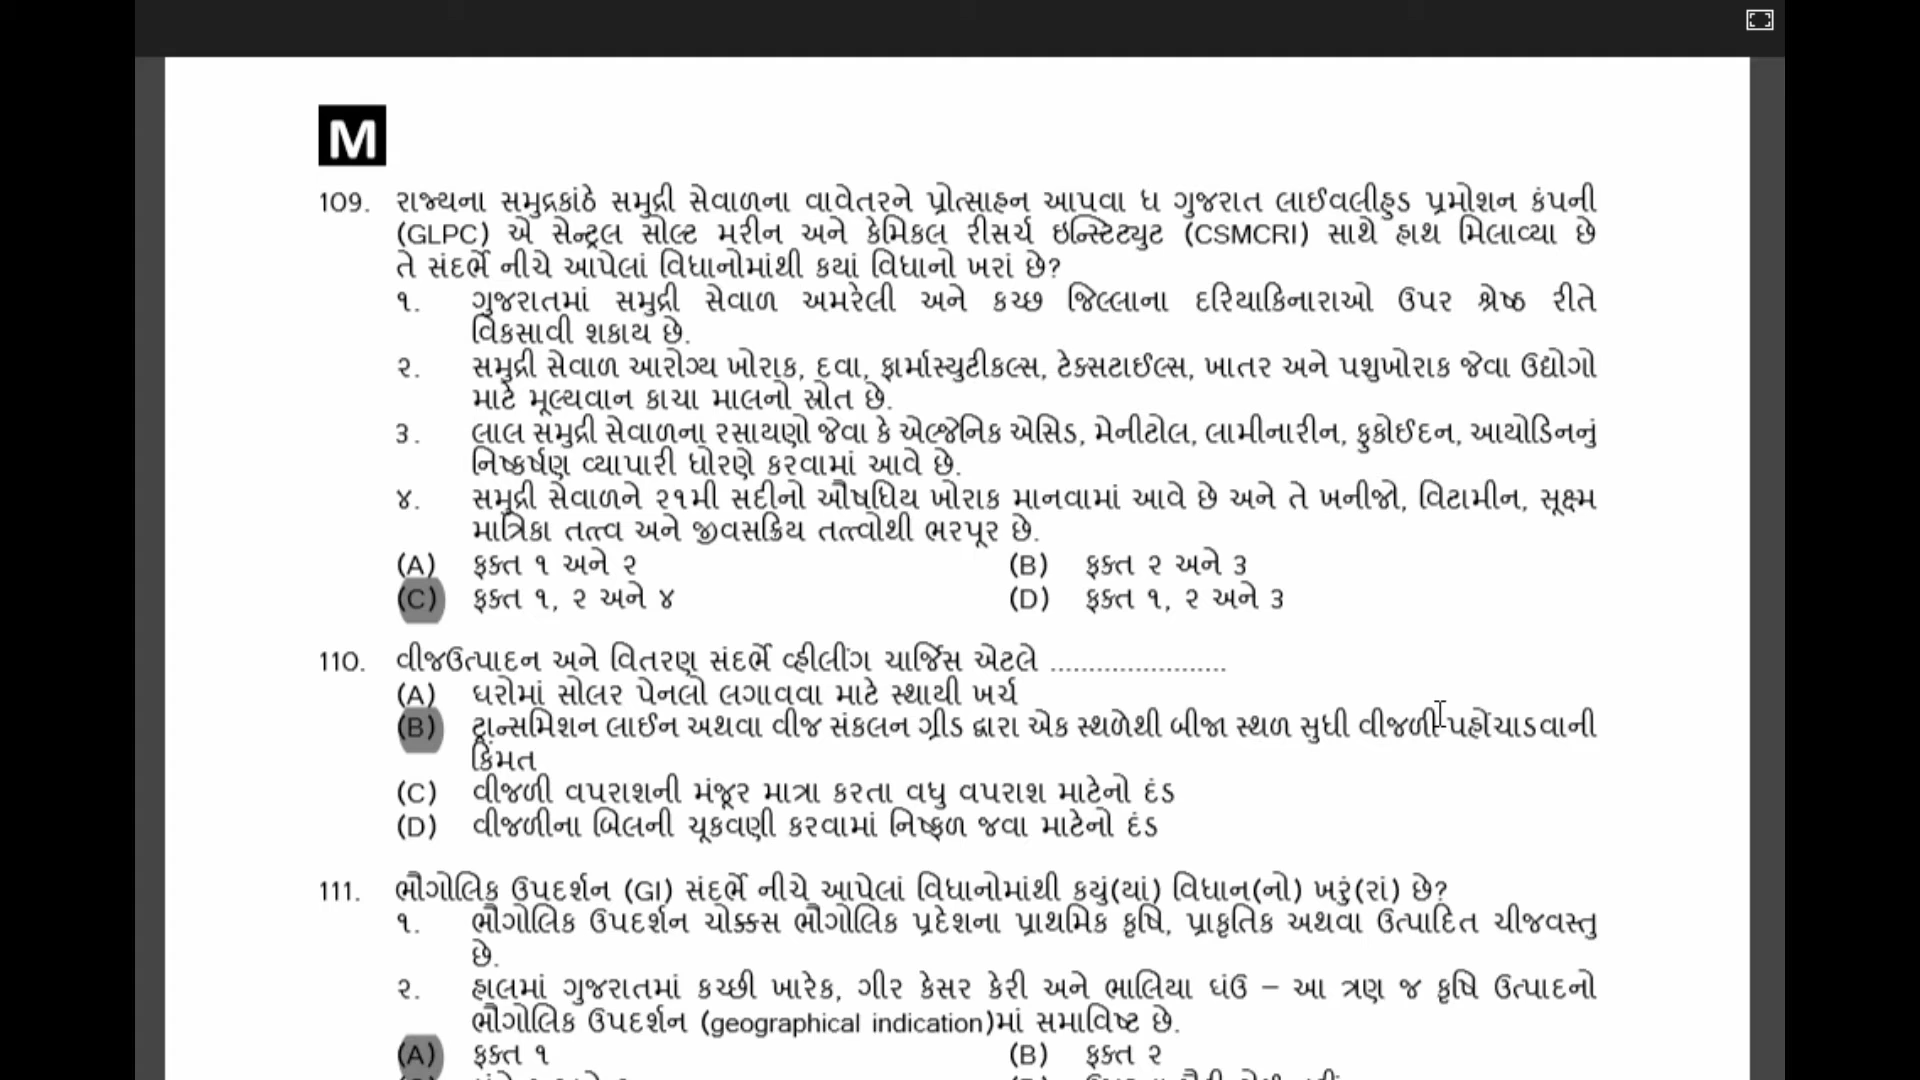 M
109. રાજ્યના સમુદ્રકાંઠે સમુદ્રી સેવાળના વાવેતરને પ્રોત્સાહન આપવા ધ ગુજરાત લાઈવલીહુડ પ્રમોશન કંપની
(GLPC) એ સેન્ટ્રલ સોલ્ટ મરીન અને કેમિકલ રીસર્ચ ઇન્સ્ટિટ્યુટ (CSMCRI) સાથે હાથ મિલાવ્યા છે
તે સંદર્ભે નીચે આપેલાં વિધાનોમાંથી કયાં વિધાનો ખરાં છે?
૧. ગુજરાતમાં સમુદ્રી સેવાળ અમરેલી અને કચ્છ જિલ્લાના દરિયાકિનારાઓ ઉપર શ્રેષ્ઠ રીતે
વિકસાવી શકાય છે.
૨. સમુદ્રી સેવાળ આરોગ્ય ખોરાક, દવા, ફાર્માસ્યુટીકલ્સ, ટેક્સટાઈલ્સ, ખાતર અને પશુખોરાક જેવા ઉદ્યોગો
માટે મૂલ્યવાન કાચા માલનો સ્રોત છે.
૩. લાલ સમુદ્રી સેવાળના રસાયણો જેવા કે એલ્જેનિક એસિડ, મેનીટોલ, લામીનારીન, ફુકોઈદન, આયોડિનનું
નિષ્કર્ષણ વ્યાપારી ધોરણે કરવામાં આવે છે.
૪. સમુદ્રી સેવાળને ૨૧મી સદીનો ઔષધિય ખોરાક માનવામાં આવે છે અને તે ખનીજો, વિટામીન, સૂક્ષ્મ
માત્રિકા તત્ત્વ અને જીવસક્રિય તત્ત્વોથી ભરપૂર છે.
(A) ફક્ત ૧ અને ૨ (B) ફક્ત ૨ અને ૩
(C) ફક્ત ૧, ૨ અને ૪ (D) ફક્ત ૧, ૨ અને ૩
110. વીજઉત્પાદન અને વિતરણ સંદર્ભે વ્હીલીંગ ચાર્જિસ એટલે ......................
(A) ઘરોમાં સોલર પેનલો લગાવવા માટે સ્થાયી ખર્ચ
(B) ટ્રાન્સમિશન લાઈન અથવા વીજ સંકલન ગ્રીડ દ્વારા એક સ્થળેથી બીજા સ્થળ સુધી વીજળી પહોંચાડવાની
કિંમત
(C) વીજળી વપરાશની મંજૂર માત્રા કરતા વધુ વપરાશ માટેનો દંડ
(D) વીજળીના બિલની ચૂકવણી કરવામાં નિષ્ફળ જવા માટેનો દંડ
111. ભૌગોલિક ઉપદર્શન (GI) સંદર્ભે નીચે આપેલાં વિધાનોમાંથી કયું(યાં) વિધાન(નો) ખરું(રાં) છે?
૧. ભૌગોલિક ઉપદર્શન ચોક્કસ ભૌગોલિક પ્રદેશના પ્રાથમિક કૃષિ, પ્રાકૃતિક અથવા ઉત્પાદિત ચીજવસ્તુ
છે.
૨. હાલમાં ગુજરાતમાં કચ્છી ખારેક, ગીર કેસર કેરી અને ભાલિયા ઘંઉ – આ ત્રણ જ કૃષિ ઉત્પાદનો
ભૌગોલિક ઉપદર્શન (geographical indication)માં સમાવિષ્ટ છે.
(A) ફક્ત ૧ (B) ફક્ત ૨